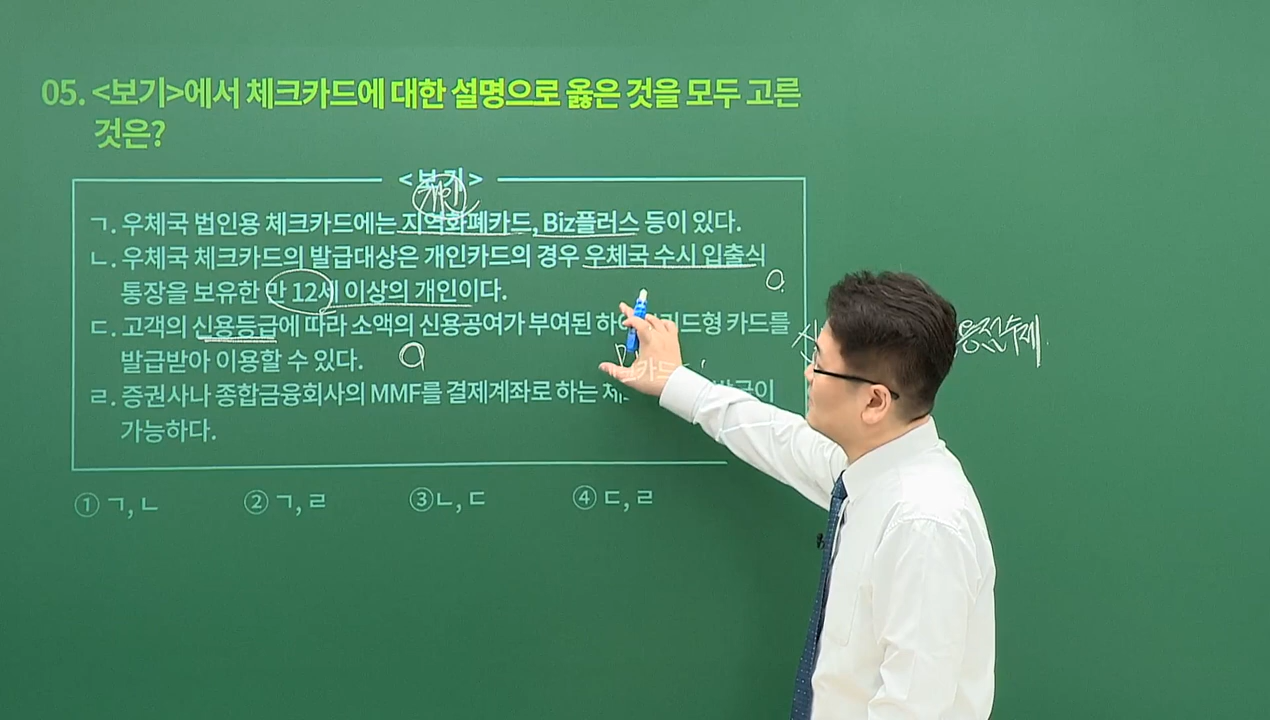 05. <보기>에서 체크카드에 대한 설명으로 옳은 것을 모두 고른
것은?
<보기>
ㄱ. 우체국 법인용 체크카드에는 지역화폐카드, Biz플러스 등이 있다.
ㄴ. 우체국 체크카드의 발급대상은 개인카드의 경우 우체국 수시 입출식
통장을 보유한 만 12세 이상의 개인이다.
ㄷ. 고객의 신용등급에 따라 소액의 신용공여가 부여된 형 카드를
발급받아 이용할 수 있다.
ㄹ. 증권사나 종합금융회사의 MMF를 결제계좌로 하는
가능하다.
① ㄱ, ㄴ
② ㄱ, ㄹ
③ ㄴ, ㄷ
④ ㄷ, ㄹ